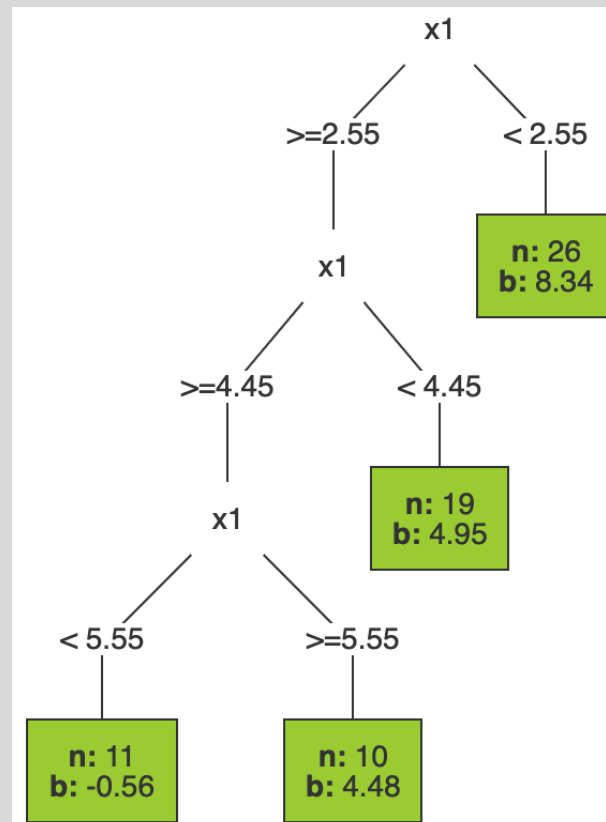 x1
>=2.55
< 2.55
n: 26
b: 8.34
x1
>=4.45
< 4.45
n: 19
b: 4.95
x1
< 5.55
>=5.55
n: 11
b: -0.56
n: 10
b: 4.48